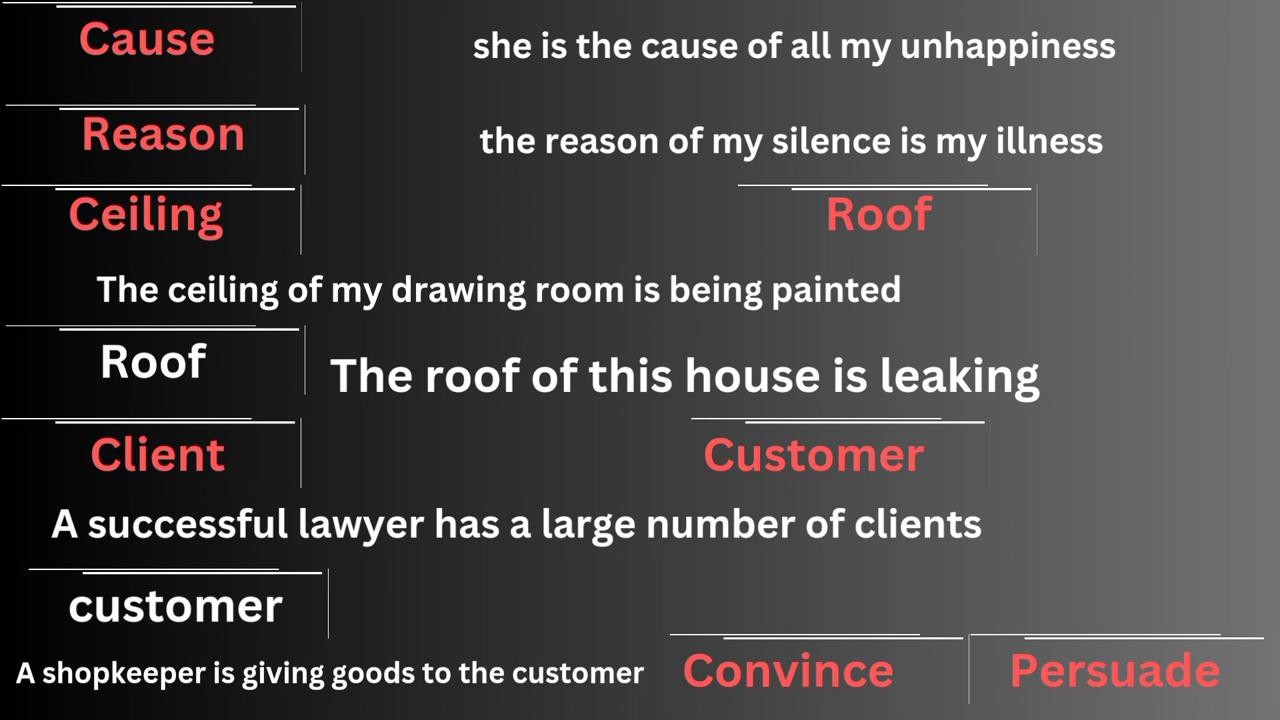 Cause
she is the cause of all my unhappiness
Reason
the reason of my silence is my illness
Ceiling
Roof
The ceiling of my drawing room is being painted
Roof
The roof of this house is leaking
Client
Customer
A successful lawyer has a large number of clients
customer
A shopkeeper is giving goods to the customer
Convince
Persuade